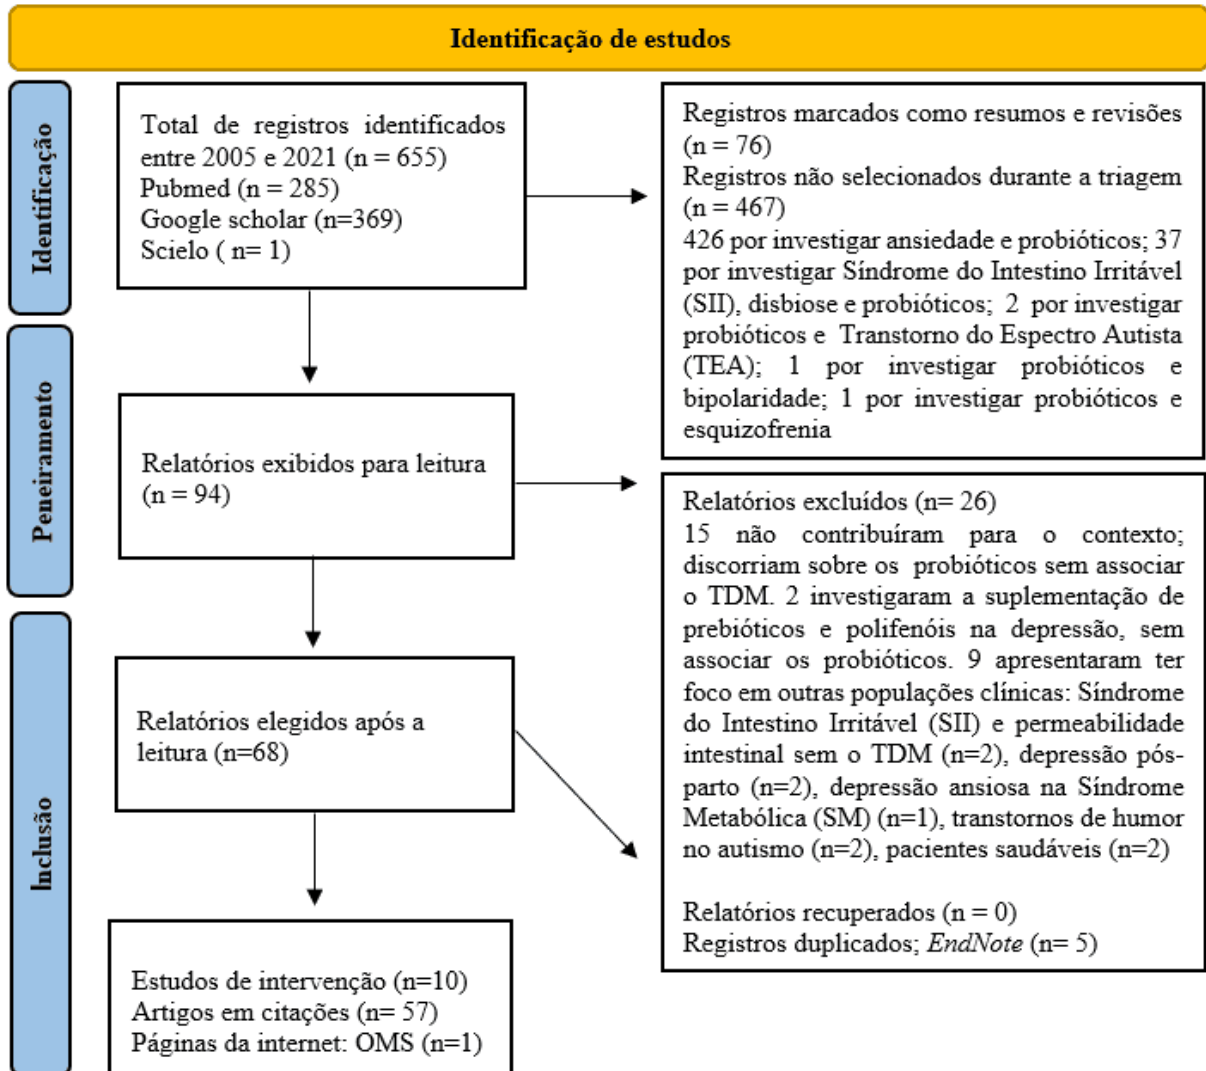 Identificação de estudos
Identificação
Total de registros identificados
entre 2005 e 2021 (n = 655)
Pubmed (n = 285)
Google scholar (n=369)
Scielo ( n= 1)
Registros marcados como resumos e revisões
(n = 76)
Registros não selecionados durante a triagem
(n = 467)
426 por investigar ansiedade e probióticos; 37
por investigar Síndrome do Intestino Irritável
(SII), disbiose e probióticos; 2 por investigar
probióticos e Transtorno do Espectro Autista
(TEA); 1 por investigar probióticos e
bipolaridade; 1 por investigar probióticos e
esquizofrenia
Peneiramento
Relatórios exibidos para leitura
(n = 94)
Relatórios excluídos (n= 26)
15 não contribuíram para o contexto;
discorriam sobre os probióticos sem associar
o TDM. 2 investigaram a suplementação de
prebióticos e polifenóis na depressão, sem
associar os probióticos. 9 apresentaram ter
foco em outras populações clínicas: Síndrome
do Intestino Irritável (SII) e permeabilidade
intestinal sem o TDM (n=2), depressão pós-
parto (n=2), depressão ansiosa na Síndrome
Metabólica (SM) (n=1), transtornos de humor
no autismo (n=2), pacientes saudáveis (n=2)
Relatórios recuperados (n = 0)
Registros duplicados; EndNote (n= 5)
Inclusão
Relatórios elegidos após a
leitura (n=68)
Estudos de intervenção (n=10)
Artigos em citações (n= 57)
Páginas da internet: OMS (n=1)